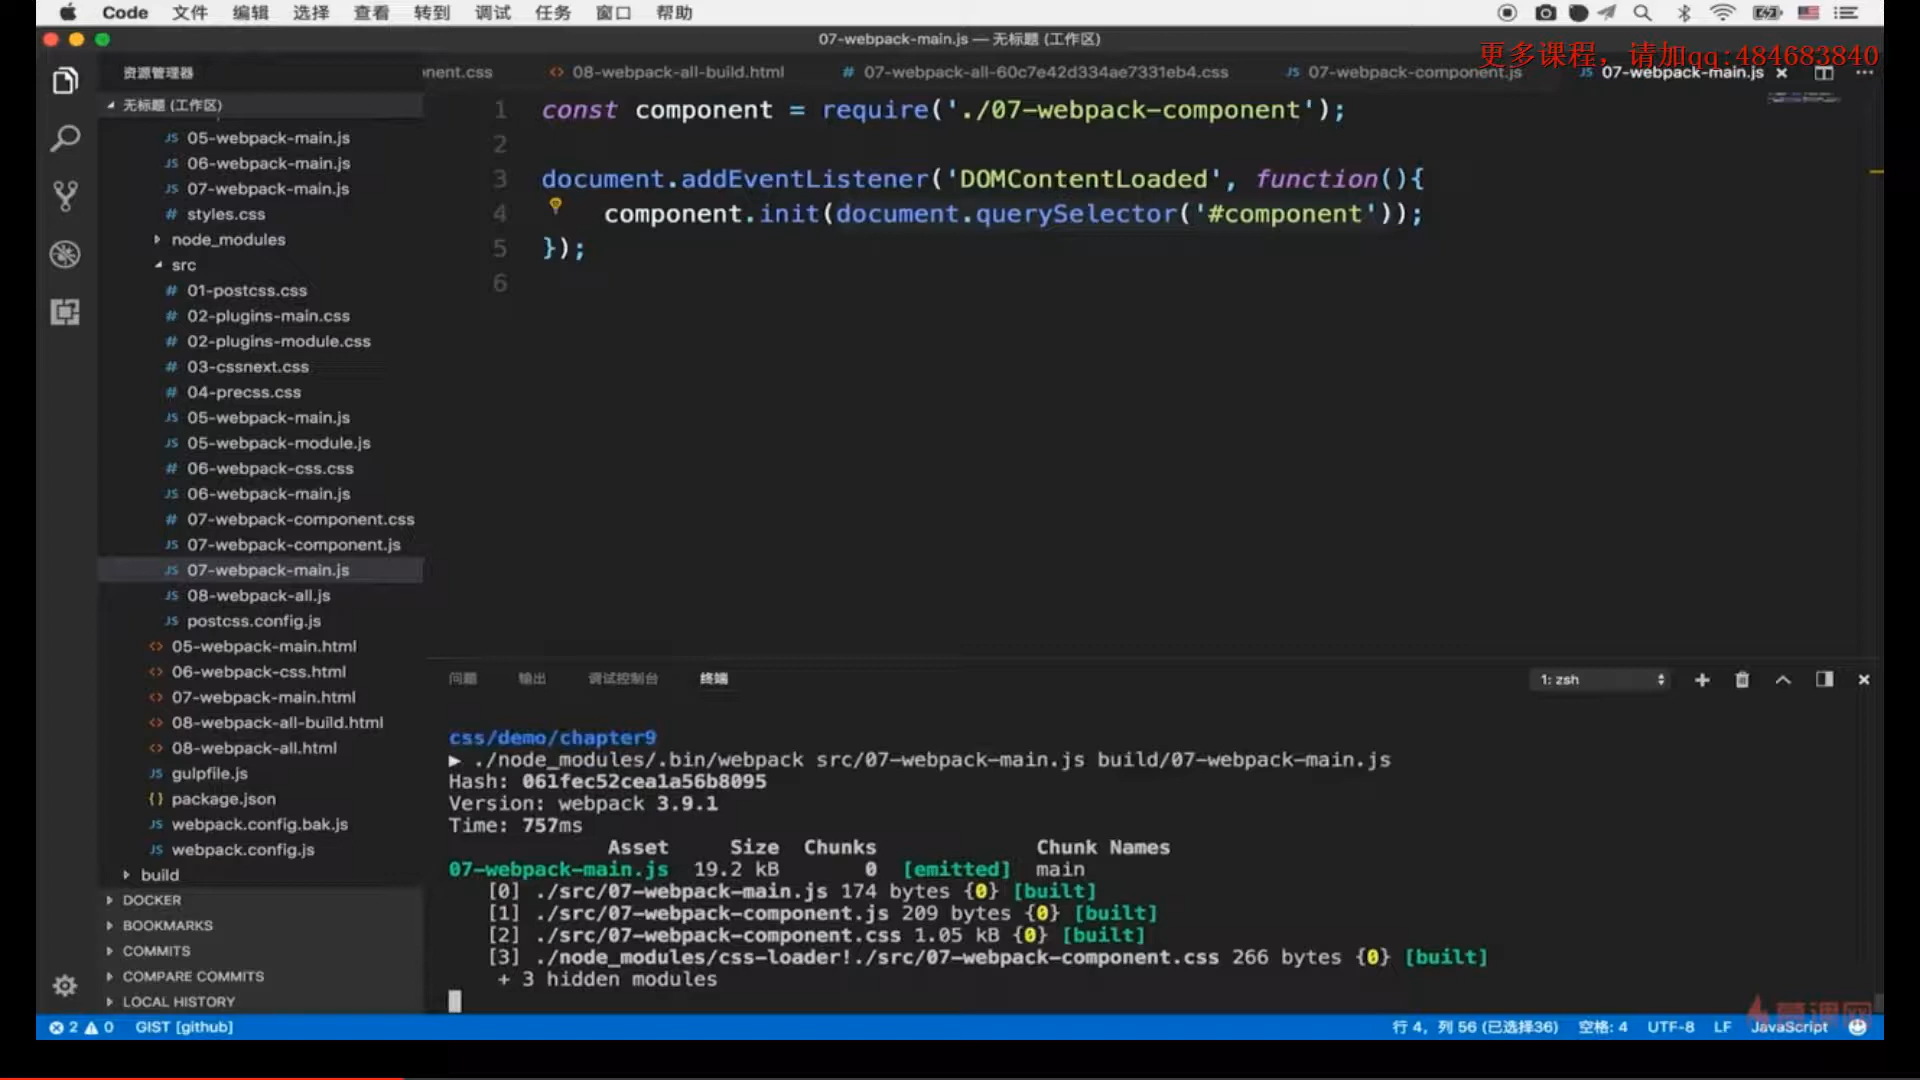 Code 文件 编辑 选择 查看 转到 调试 任务 窗口 帮助
07-webpack-main.js — 无标题 (工作区)
更多课程，请加qq:484683840
资源管理器
nent.css 08-webpack-all-build.html 07-webpack-all-60c7e42d334ae7331eb4.css 07-webpack-component.js 07-webpack-main.js
无标题 (工作区)
05-webpack-main.js
06-webpack-main.js
07-webpack-main.js
styles.css
node_modules
src
01-postcss.css
02-plugins-main.css
02-plugins-module.css
03-cssnext.css
04-precss.css
05-webpack-main.js
05-webpack-module.js
06-webpack-css.css
06-webpack-main.js
07-webpack-component.css
07-webpack-component.js
07-webpack-main.js
08-webpack-all.js
postcss.config.js
05-webpack-main.html
06-webpack-css.html
07-webpack-main.html
08-webpack-all-build.html
08-webpack-all.html
gulpfile.js
package.json
webpack.config.bak.js
webpack.config.js
build
DOCKER
BOOKMARKS
COMMITS
COMPARE COMMITS
LOCAL HISTORY
1 const component = require('./07-webpack-component');
2
3 document.addEventListener('DOMContentLoaded', function(){
4 component.init(document.querySelector('#component'));
5 });
6
问题 输出 调试控制台 终端 1: zsh
css/demo/chapter9
▶ ./node_modules/.bin/webpack src/07-webpack-main.js build/07-webpack-main.js
Hash: 061fec52cea1a56b8095
Version: webpack 3.9.1
Time: 757ms
Asset Size Chunks Chunk Names
07-webpack-main.js 19.2 kB 0 [emitted] main
[0] ./src/07-webpack-main.js 174 bytes {0} [built]
[1] ./src/07-webpack-component.js 209 bytes {0} [built]
[2] ./src/07-webpack-component.css 1.05 kB {0} [built]
[3] ./node_modules/css-loader!./src/07-webpack-component.css 266 bytes {0} [built]
+ 3 hidden modules
慕课网
2 0 GIST [github] 行 4，列 56 (已选择36) 空格: 4 UTF-8 LF JavaScript